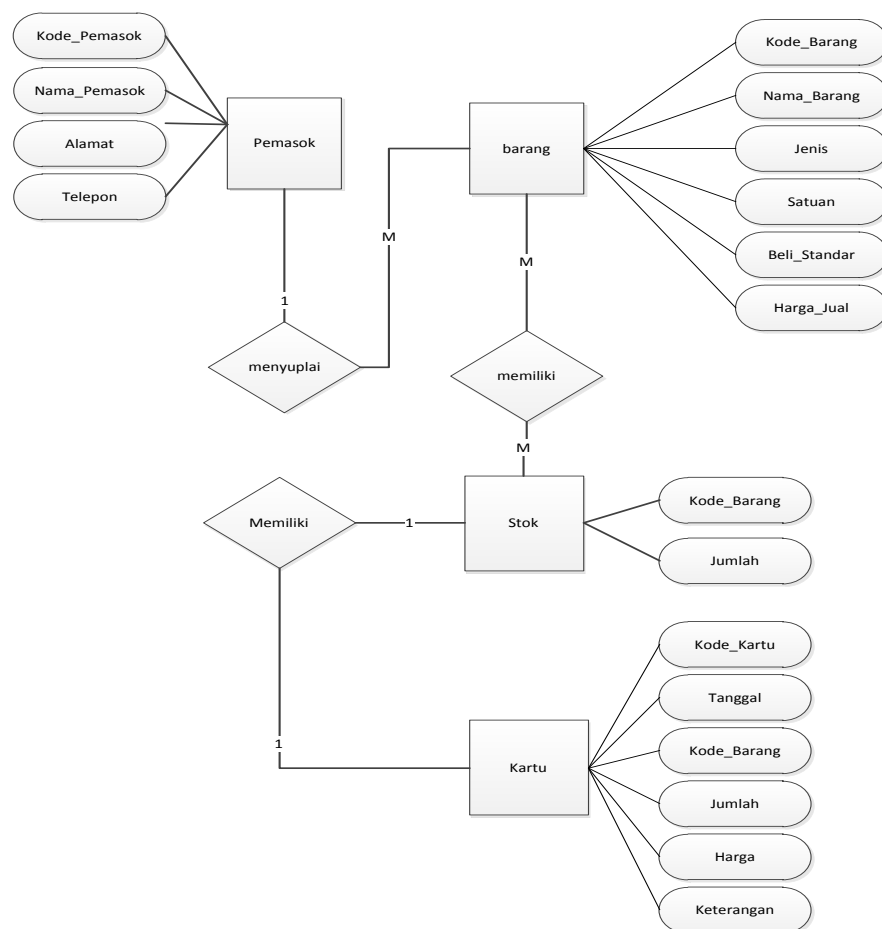 Kode_Pemasok
Nama_Pemasok
Alamat
Telepon
Pemasok
barang
Kode_Barang
Nama_Barang
Jenis
Satuan
Beli_Standar
Harga_Jual
M
M
1
menyuplai
memiliki
M
Memiliki
1
Stok
Kode_Barang
Jumlah
1
Kartu
Kode_Kartu
Tanggal
Kode_Barang
Jumlah
Harga
Keterangan